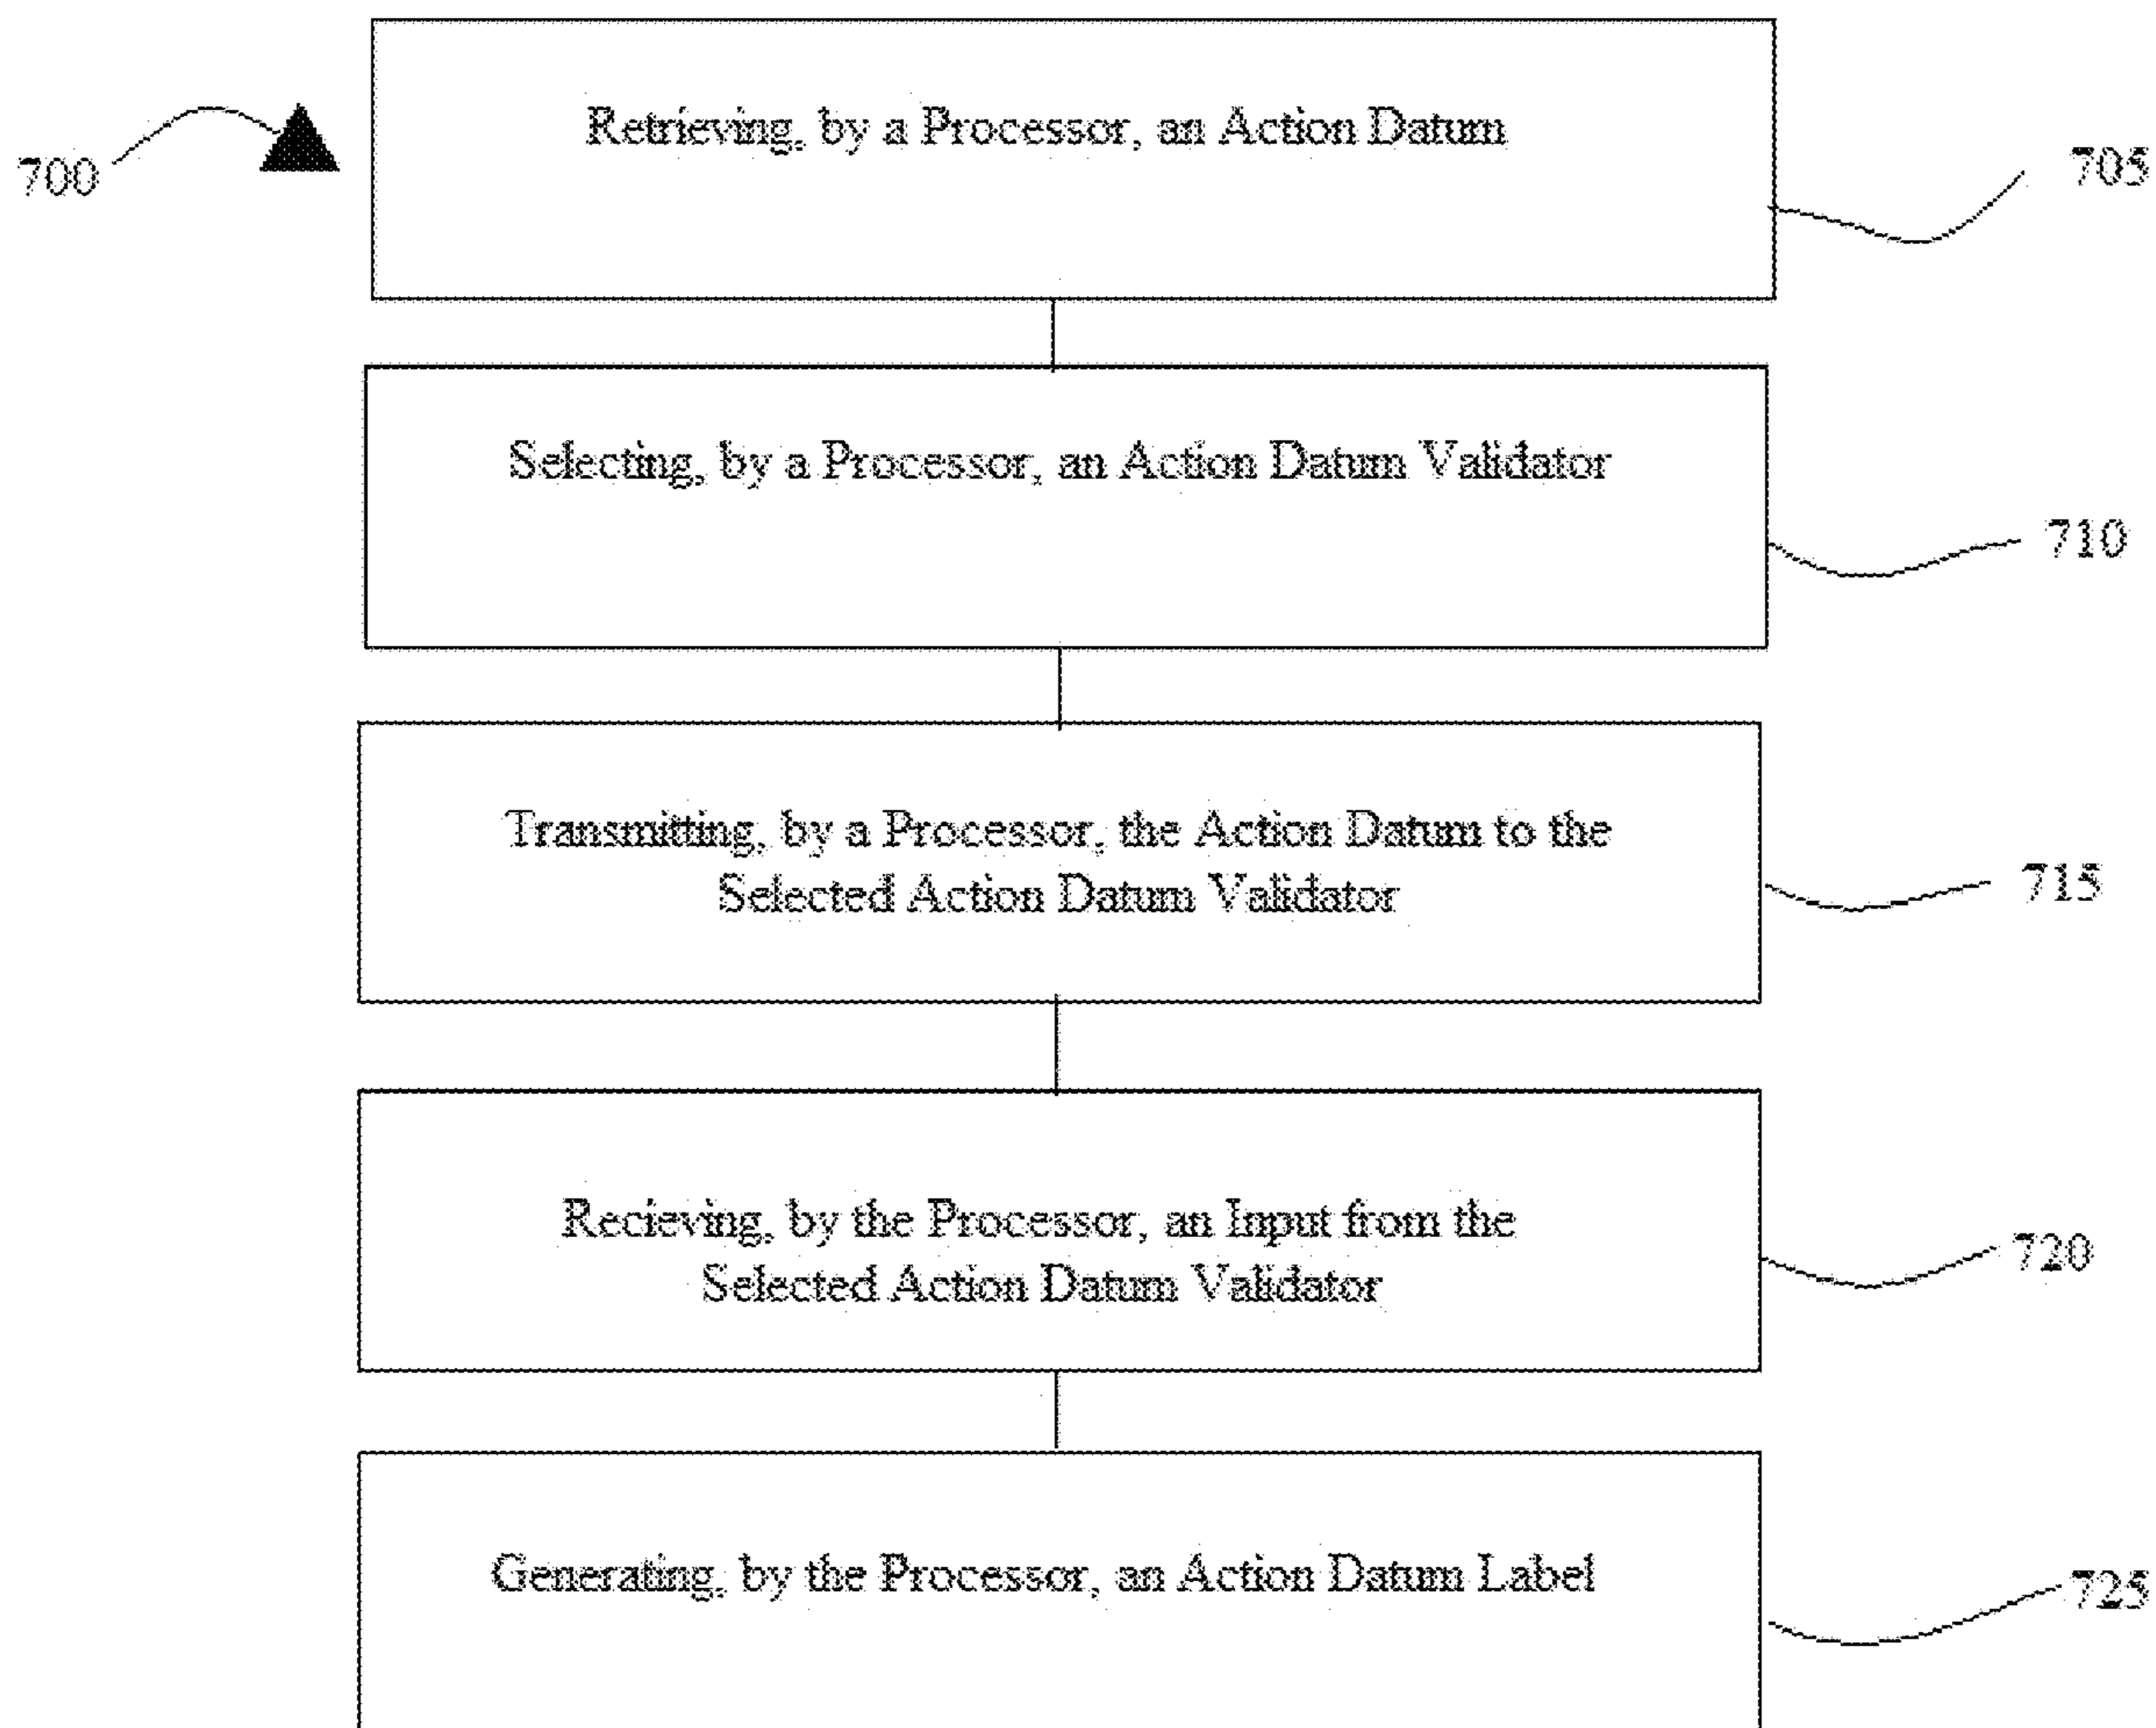 Retrieving, by a Processor, an Action Datum
700
705
Selecting, by a Processor, an Action Datum Validator
710
Transmitting, by a Processor, the Action Datum to the
Selected Action Datum Validator
715
Recieving, by the Processor, an Input from the
Selected Action Datum Validator
720
Generating, by the Processor, an Action Datum Label
725